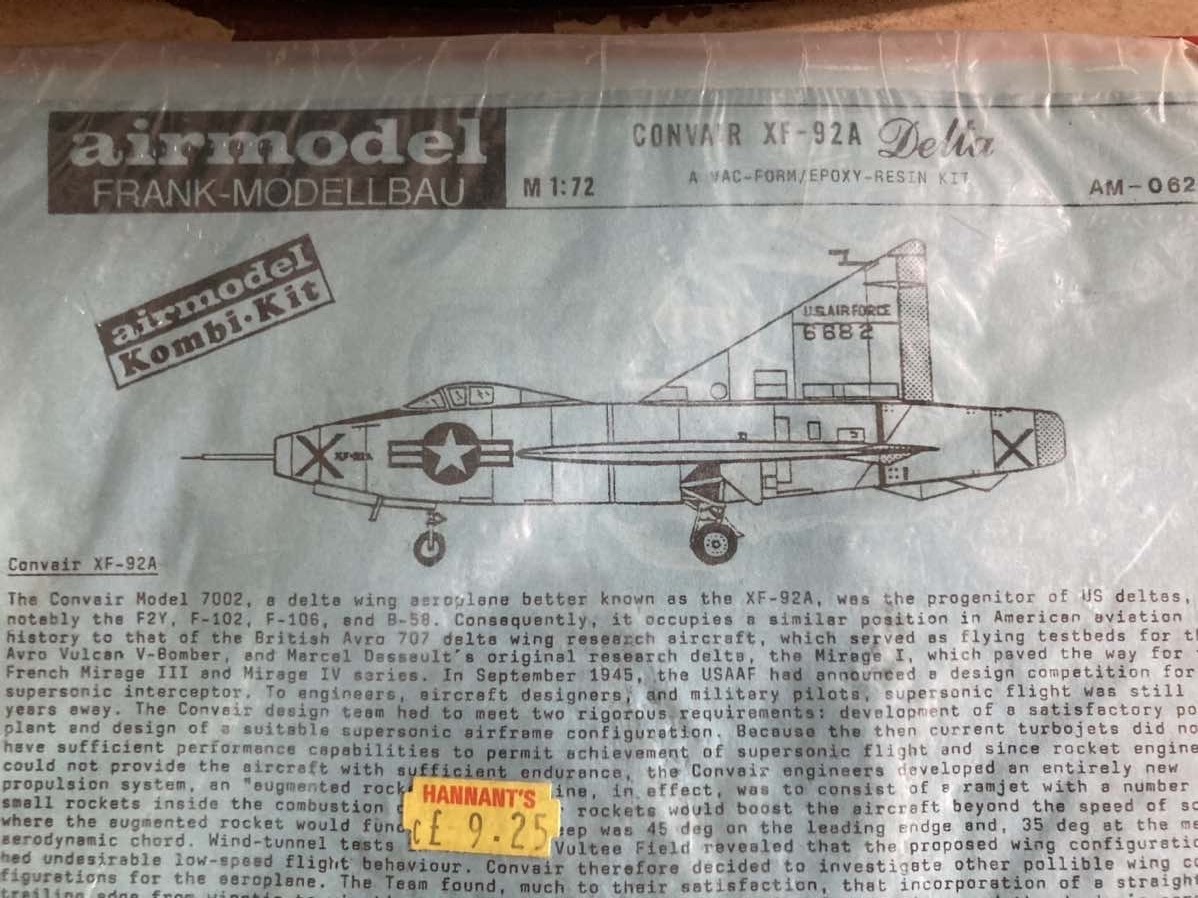 airmodel
FRANK-MODELLBAU
M 1:72
CONVAIR XF-92A Delta
A VAC-FORM/EPOXY-RESIN KIT
AM-062
airmodel
Kombi·Kit
U.S. AIR FORCE
6682
X
XF-92A
X
Convair XF-92A
The Convair Model 7002, a delta wing aeroplane better known as the XF-92A, was the progenitor of US deltas,
notably the F2Y, F-102, F-106, and B-58. Consequently, it occupies a similar position in American aviation
history to that of the British Avro 707 delta wing research aircraft, which served as flying testbeds for
Avro Vulcan V-Bomber, and Marcel Dassault's original research delta, the Mirage I, which paved the way for
French Mirage III and Mirage IV series. In September 1945, the USAAF had announced a design competition for
supersonic interceptor. To engineers, aircraft designers, and military pilots, supersonic flight was still
years away. The Convair design team had to meet two rigorous requirements: development of a satisfactory po
plant and design of a suitable supersonic airframe configuration. Because the then current turbojets did no
have sufficient performance capabilities to permit achievement of supersonic flight and since rocket engine
could not provide the aircraft with sufficient endurance, the Convair engineers developed an entirely new
propulsion system, an "augmented rock ine, in effect, was to consist of a ramjet with a number
small rockets inside the combustion c rockets would boost the aircraft beyond the speed of so
where the augmented rocket would func eep was 45 deg on the leading endge and, 35 deg at the me
aerodynamic chord. Wind-tunnel tests Vultee Field revealed that the proposed wing configuratio
had undesirable low-speed flight behaviour. Convair therefore decided to investigate other pollible wing co
figurations for the aeroplane. The Team found, much to their satisfaction, that incorporation of a straight
trailing edge from wingtip to
HANNANT'S
£ 9.25